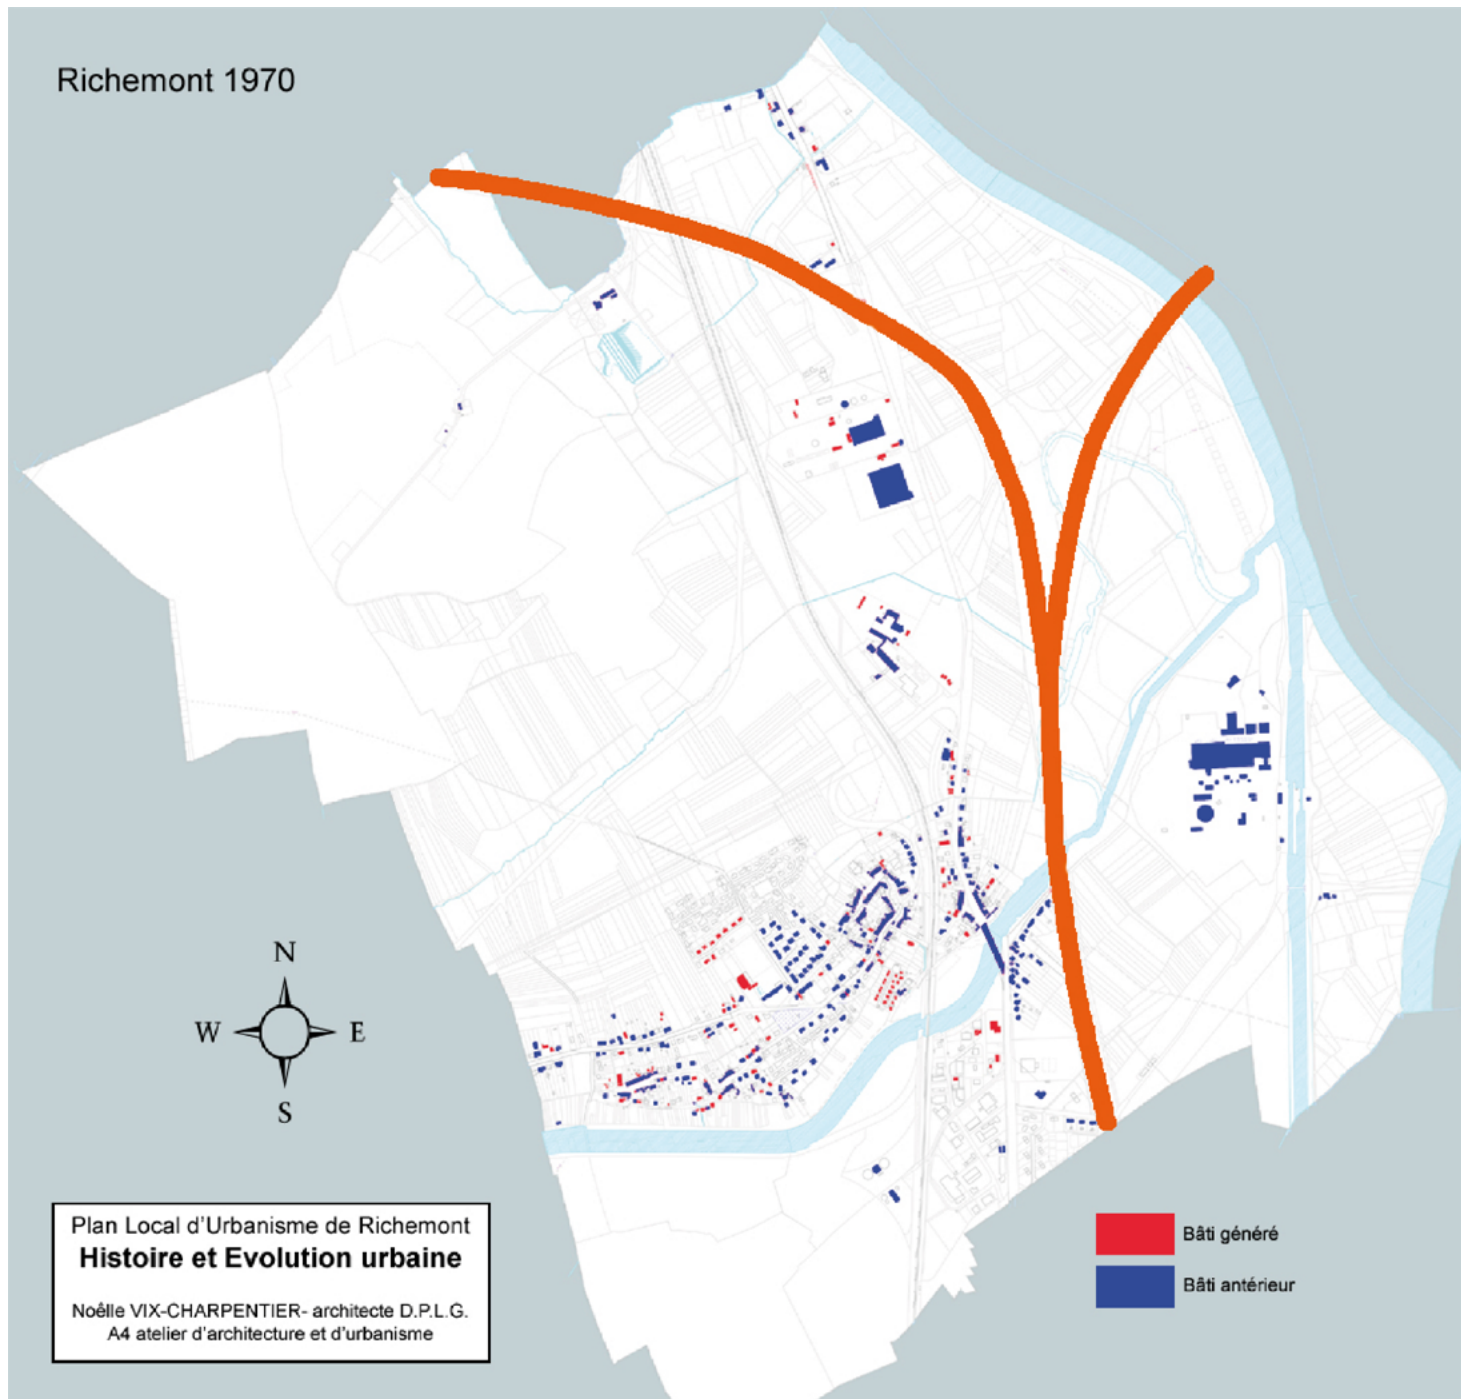 Richemont 1970
N
W
E
S
Plan Local d'Urbanisme de Richemont
Histoire et Evolution urbaine
Noêlle VIX-CHARPENTIER- architecte D.P.L.G.
A4 atelier d'architecture et d'urbanisme
Bâti généré
Bâti antérieur